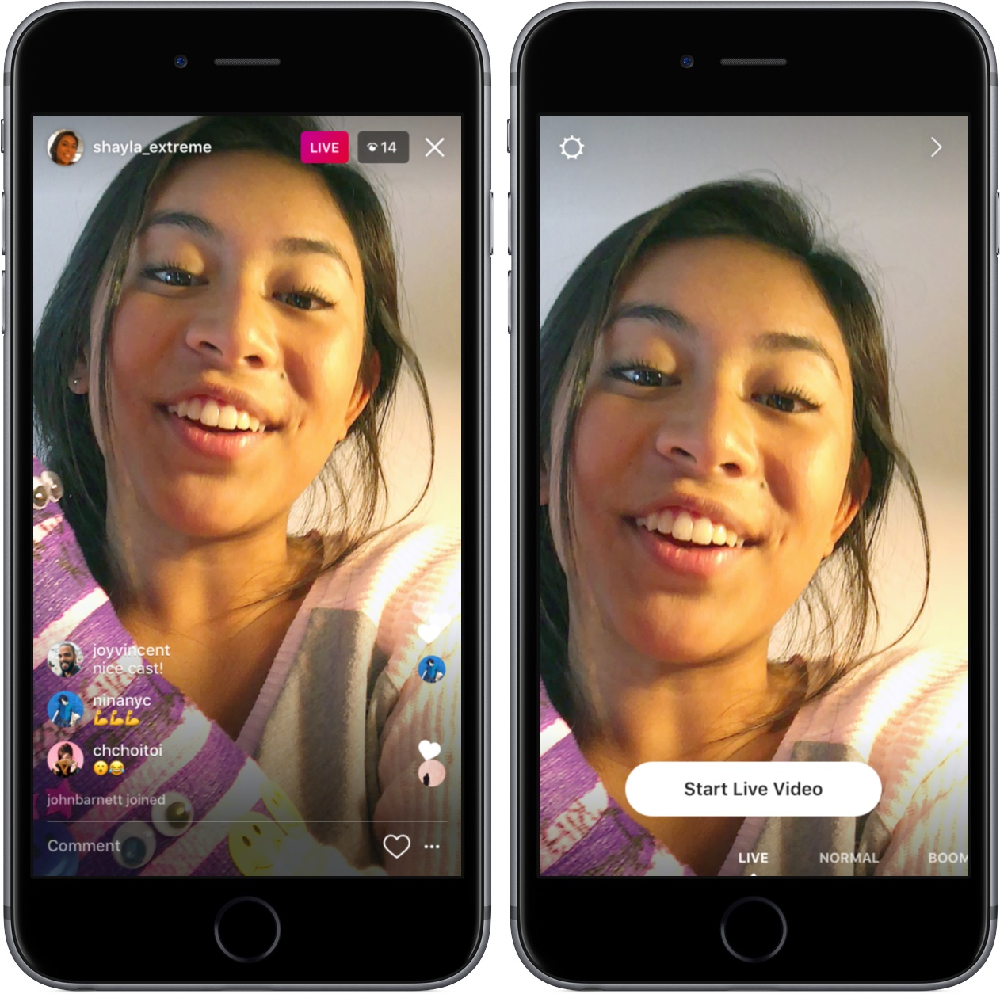 shayla_extreme
LIVE
14
joyvincent
nice cast!
ninanyc
💪💪💪
chchoitoi
😮😂
johnbarnett joined
Comment
Start Live Video
LIVE
NORMAL
BOOM